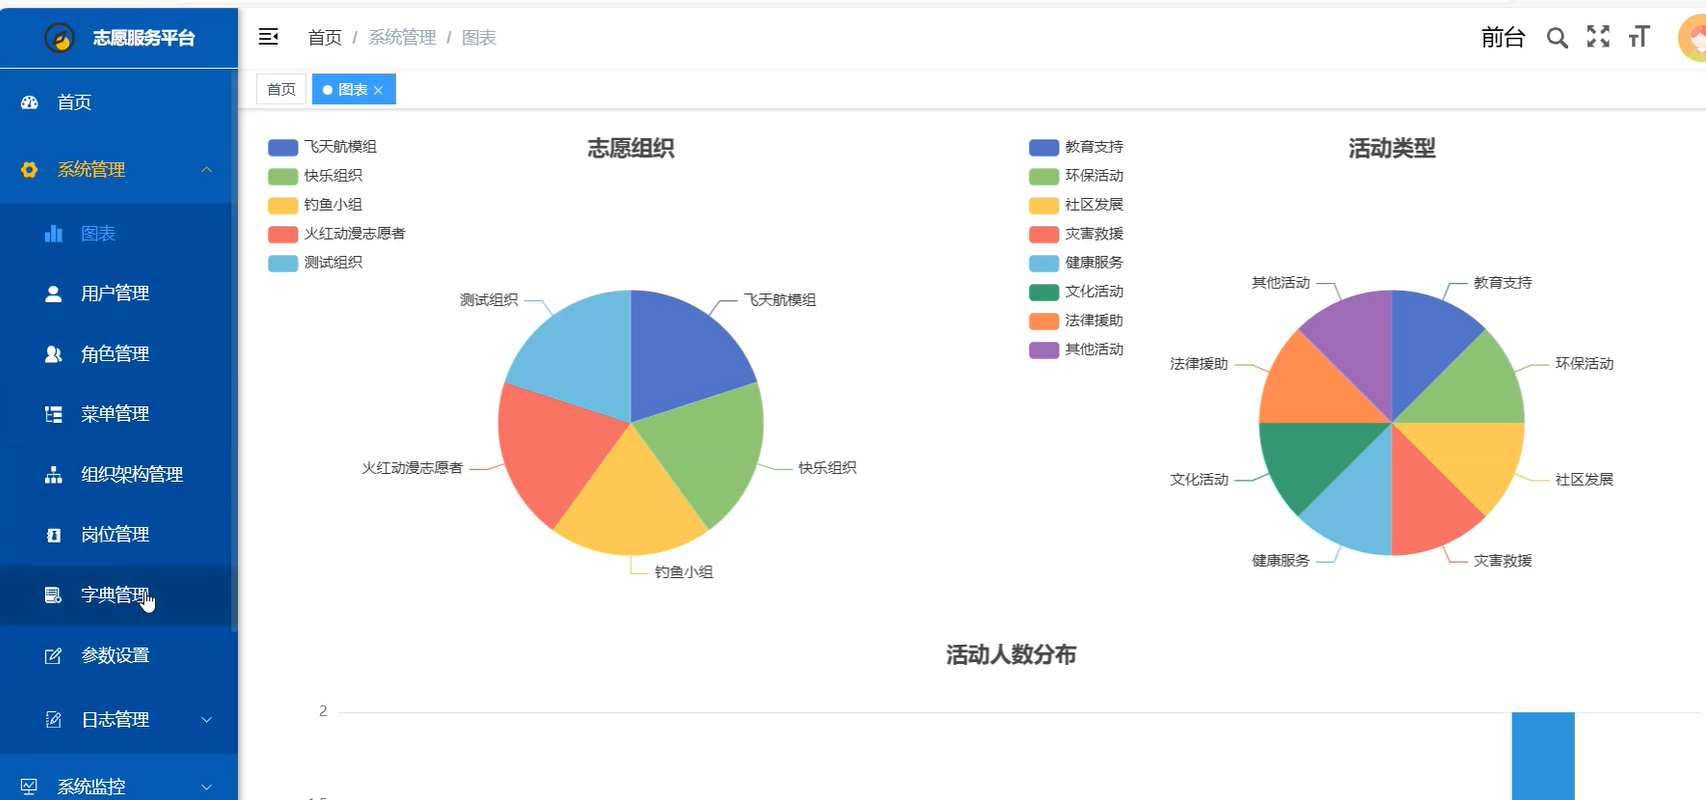 志愿服务平台
首页
系统管理
图表
用户管理
角色管理
菜单管理
组织架构管理
岗位管理
字典管理
参数设置
日志管理
系统监控
首页 / 系统管理 / 图表
前台
首页
图表
志愿组织
飞天航模组
快乐组织
钓鱼小组
火红动漫志愿者
测试组织
测试组织
飞天航模组
火红动漫志愿者
快乐组织
钓鱼小组
活动类型
教育支持
环保活动
社区发展
灾害救援
健康服务
文化活动
法律援助
其他活动
其他活动
教育支持
法律援助
环保活动
文化活动
社区发展
健康服务
灾害救援
活动人数分布
2